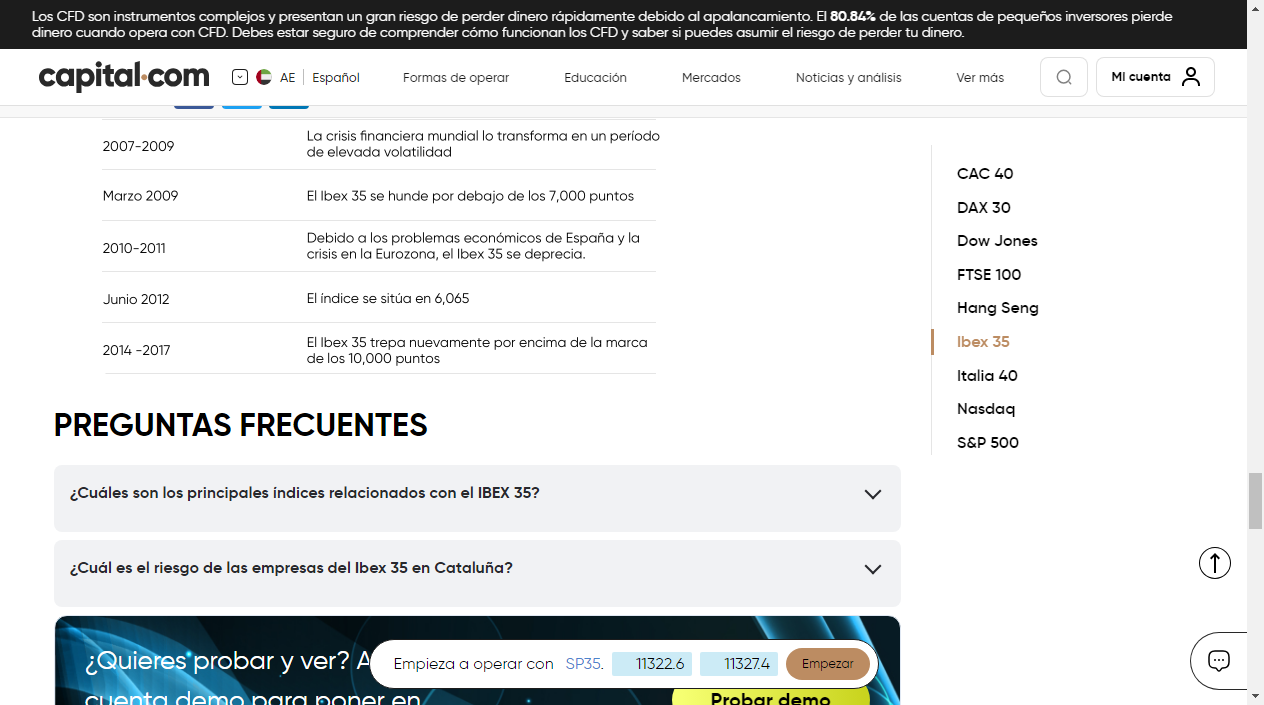 Los CFD son instrumentos complejos y presentan un gran riesgo de perder dinero rápidamente debido al apalancamiento. El 80.84% de las cuentas de pequeños inversores pierde
dinero cuando opera con CFD. Debes estar seguro de comprender cómo funcionan los CFD y saber si puedes asumir el riesgo de perder tu dinero.
capital.com AE Español Formas de operar Educación Mercados Noticias y análisis Ver más Mi cuenta
2007-2009
La crisis financiera mundial lo transforma en un período
de elevada volatilidad
Marzo 2009
El Ibex 35 se hunde por debajo de los 7,000 puntos
2010-2011
Debido a los problemas económicos de España y la
crisis en la Eurozona, el Ibex 35 se deprecia.
Junio 2012
El índice se sitúa en 6,065
2014 -2017
El Ibex 35 trepa nuevamente por encima de la marca
de los 10,000 puntos
CAC 40
DAX 30
Dow Jones
FTSE 100
Hang Seng
Ibex 35
Italia 40
Nasdaq
S&P 500
PREGUNTAS FRECUENTES
¿Cuáles son los principales índices relacionados con el IBEX 35?
¿Cuál es el riesgo de las empresas del Ibex 35 en Cataluña?
¿Quieres probar y ver? A
cuenta demo para poner en
Empieza a operar con SP35. 11322.6 11327.4 Empezar
Probar demo